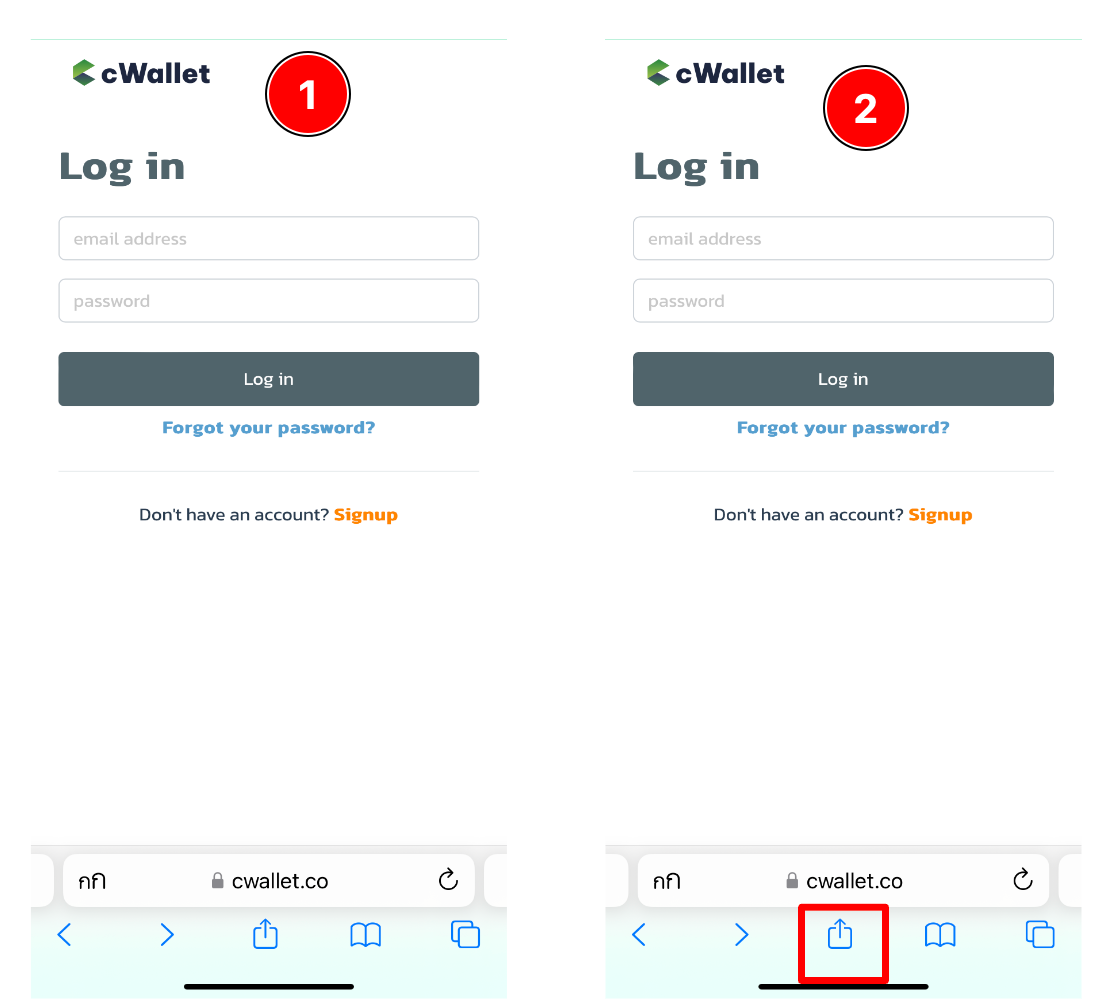 cWallet
1
Log in
email address
password
Log in
Forgot your password?
Don't have an account? Signup
กก
cwallet.co
cWallet
2
Log in
email address
password
Log in
Forgot your password?
Don't have an account? Signup
กก
cwallet.co